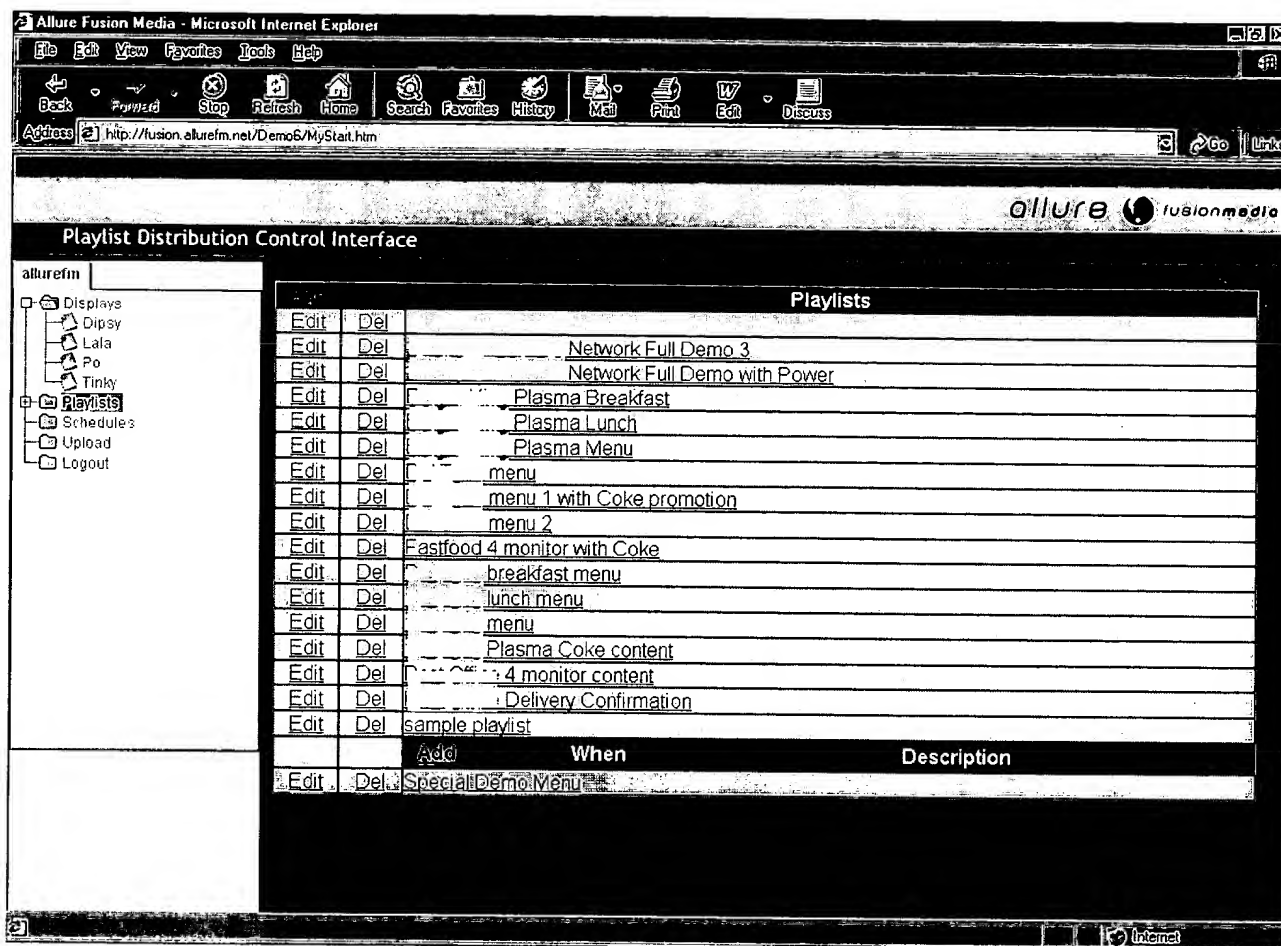 Allure Fusion Media - Microsoft Internet Explorer
File Edit View Favorites Tools Help
Back Forward Stop Refresh Home Search Favorites History Mail Print Edit Discuss
Address http://fusion.allurefm.net/Demo6/MyStart.htm Go Links
allure fusionmedia
Playlist Distribution Control Interface
allurefm
Displays
Dipsy
Lala
Po
Tinky
Playlists
Schedules
Upload
Logout
Playlists
Edit Del
Edit Del Network Full Demo 3
Edit Del Network Full Demo with Power
Edit Del Plasma Breakfast
Edit Del Plasma Lunch
Edit Del Plasma Menu
Edit Del menu
Edit Del menu 1 with Coke promotion
Edit Del menu 2
Edit Del Fastfood 4 monitor with Coke
Edit Del breakfast menu
Edit Del lunch menu
Edit Del menu
Edit Del Plasma Coke content
Edit Del 4 monitor content
Edit Del Delivery Confirmation
Edit Del sample playlist
Add When Description
Edit Del Special Demo Menu
Internet